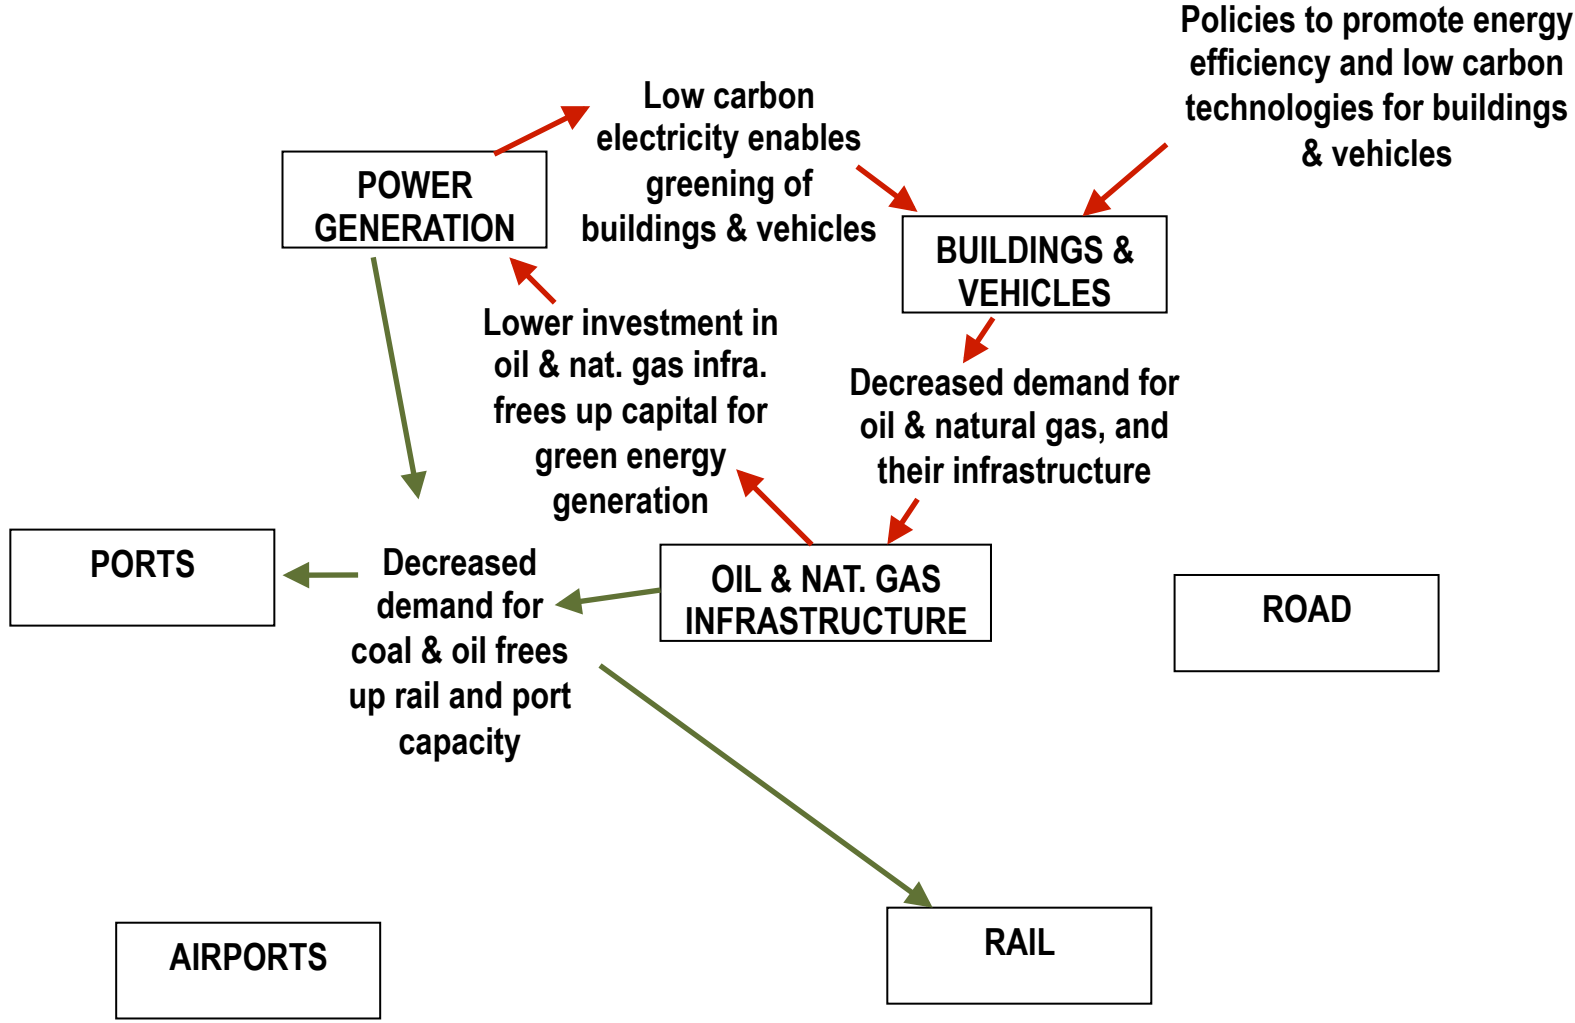 Policies to promote energy
efficiency and low carbon
technologies for buildings
& vehicles
Low carbon
electricity enables
greening of
buildings & vehicles
POWER
GENERATION
BUILDINGS &
VEHICLES
Lower investment in
oil & nat. gas infra.
frees up capital for
green energy
generation
Decreased demand for
oil & natural gas, and
their infrastructure
PORTS
Decreased
demand for
coal & oil frees
up rail and port
capacity
OIL & NAT. GAS
INFRASTRUCTURE
ROAD
AIRPORTS
RAIL